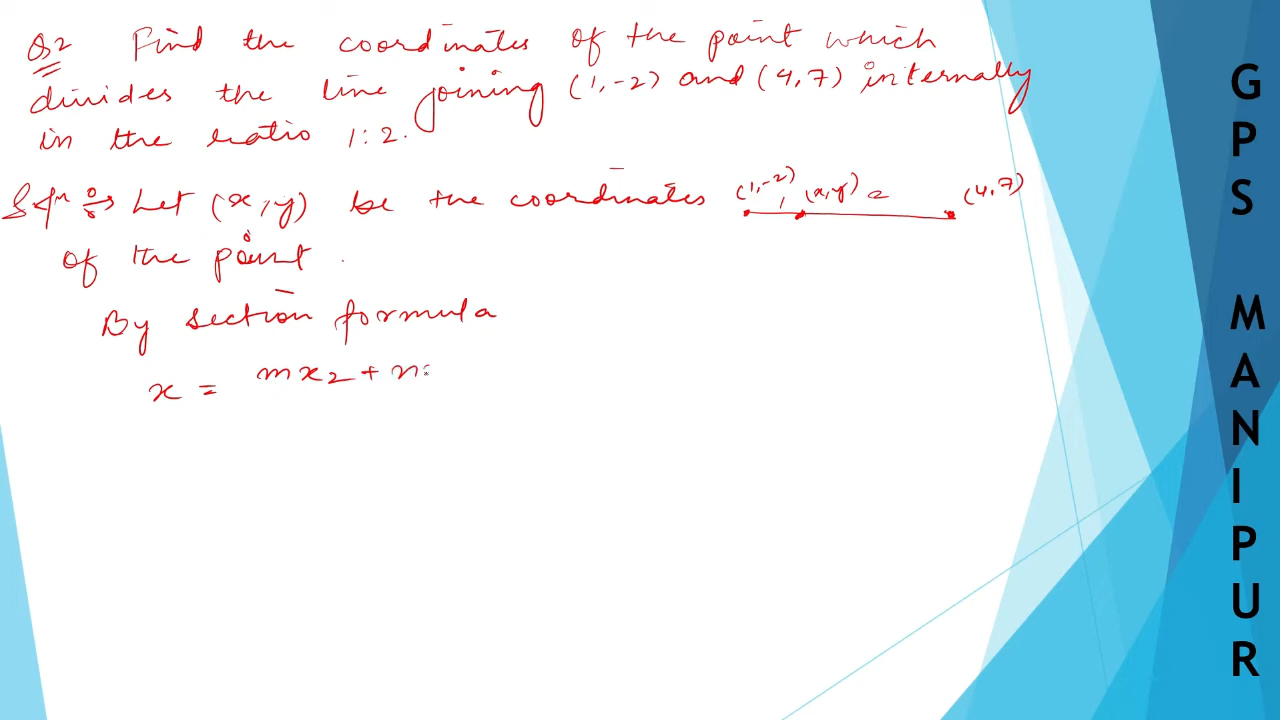 Q2 Find the coordinates of the point which
divides the line joining (1,-2) and (4,7) internally
in the ratio 1:2.
Let (x,y) be the coordinates
(1,-2) 1 (x,y) 2 (4,7)
of the point.
By section formula
x = mx2 + n
GPS MANIPUR